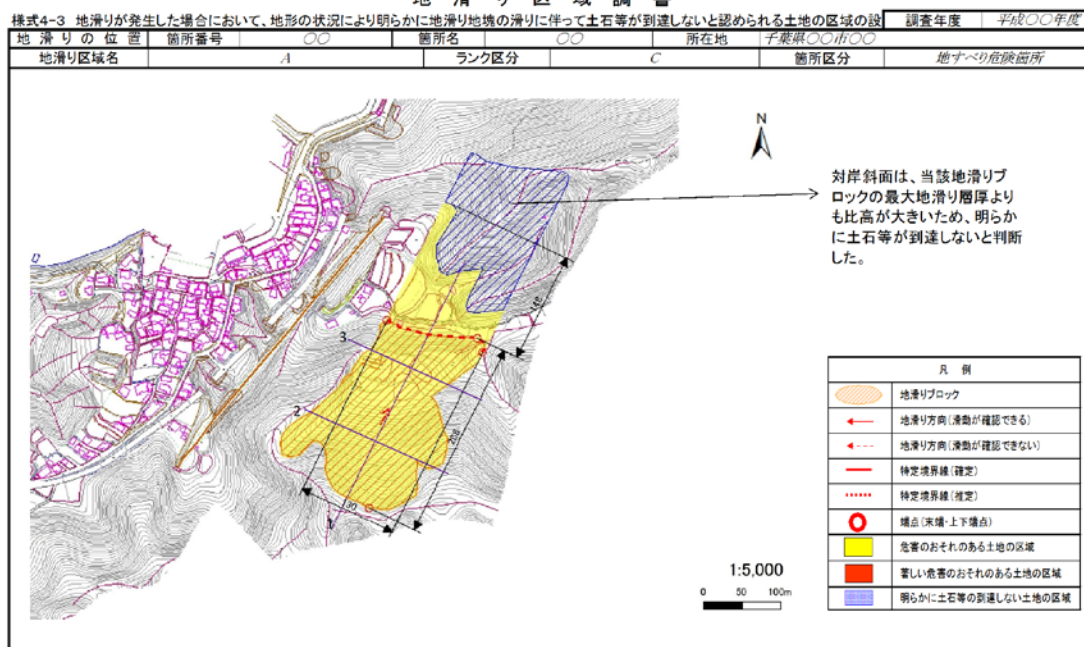 地 滑 り 区 域 調 書
様式4-3 地滑りが発生した場合において、地形の状況により明らかに地滑り地塊の滑りに伴って土石等が到達しないと認められる土地の区域の設
調査年度 平成○○年度
地 滑 り の 位 置 箇所番号 ○○ 箇所名 ○○ 所在地 千葉県○○市○○
地滑り区域名 A ランク区分 C 箇所区分 地すべり危険箇所
N
対岸斜面は、当該地滑りブ
ロックの最大地滑り層厚より
も比高が大きいため、明らか
に土石等が到達しないと判断
した。
148
3
2
208
130
1
凡 例
地滑りブロック
地滑り方向(滑動が確認できる)
地滑り方向(滑動が確認できない)
特定境界線(確定)
特定境界線(推定)
端点(末端・上下端点)
危害のおそれのある土地の区域
著しい危害のおそれのある土地の区域
明らかに土石等の到達しない土地の区域
1:5,000
0 50 100m